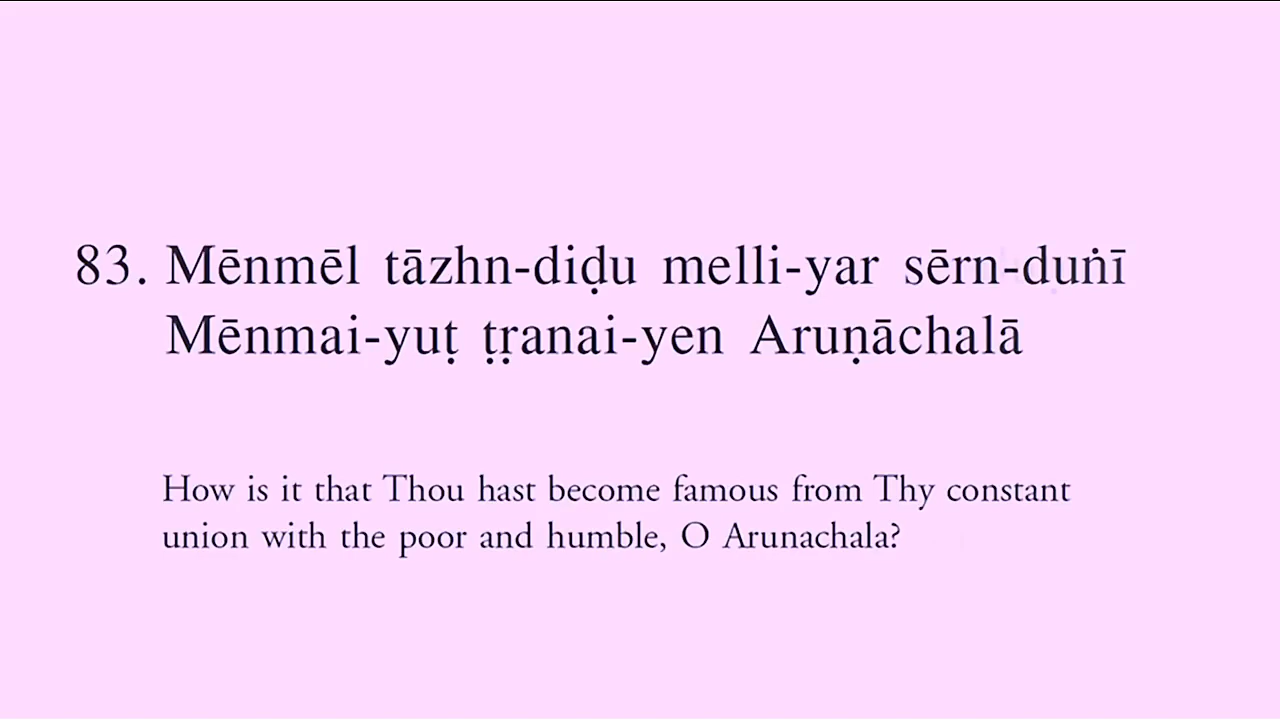 83. Mēnmēl tāzhn-diḍu melli-yar sērn-duṅī
Mēnmai-yuṭ ṭṛanai-yen Aruṇāchalā
How is it that Thou hast become famous from Thy constant
union with the poor and humble, O Arunachala?